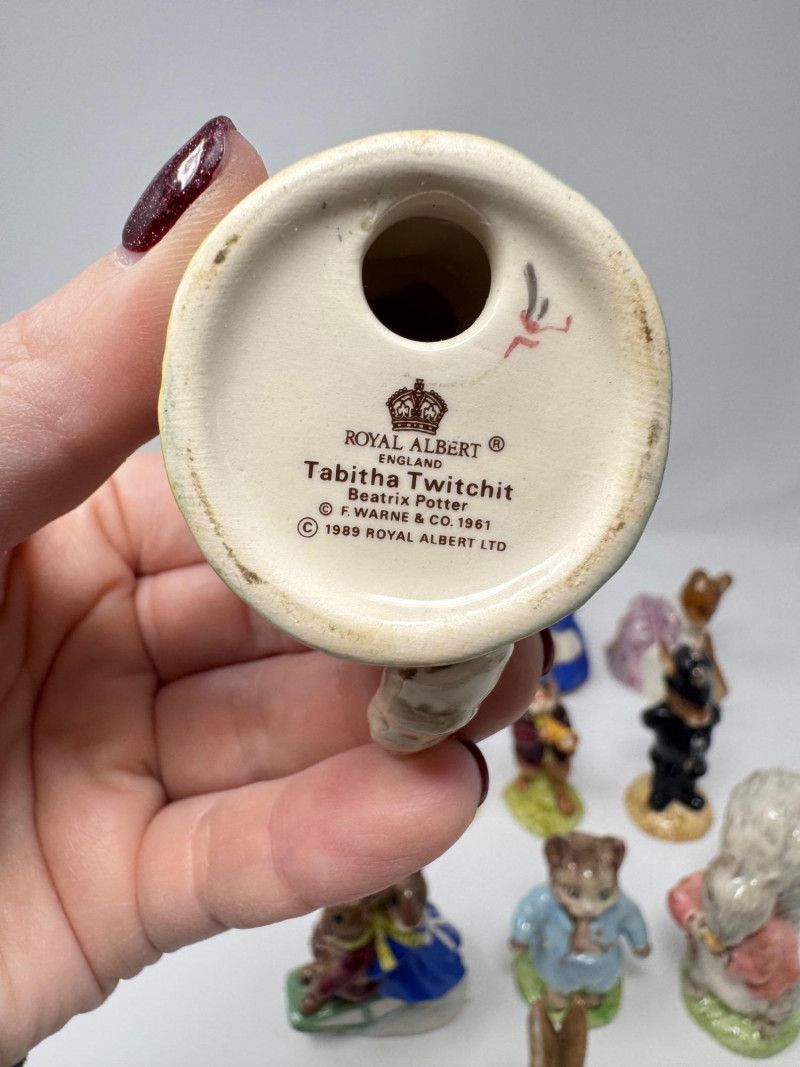 ROYAL ALBERT ®
ENGLAND
Tabitha Twitchit
Beatrix Potter
© F. WARNE & CO. 1961
© 1989 ROYAL ALBERT LTD